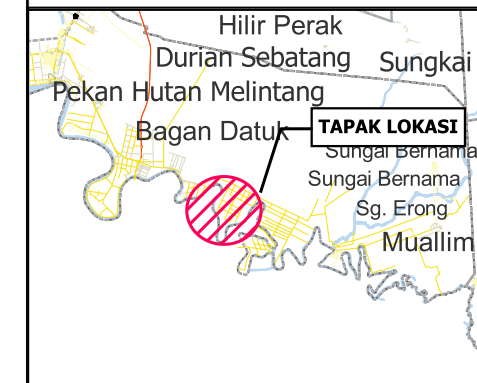 Hilir Perak
Durian Sebatang
Sungkai
Pekan Hutan Melintang
Bagan Datuk
TAPAK LOKASI
Sungai Bernama
Sungai Bernama
Sg. Erong
Muallim